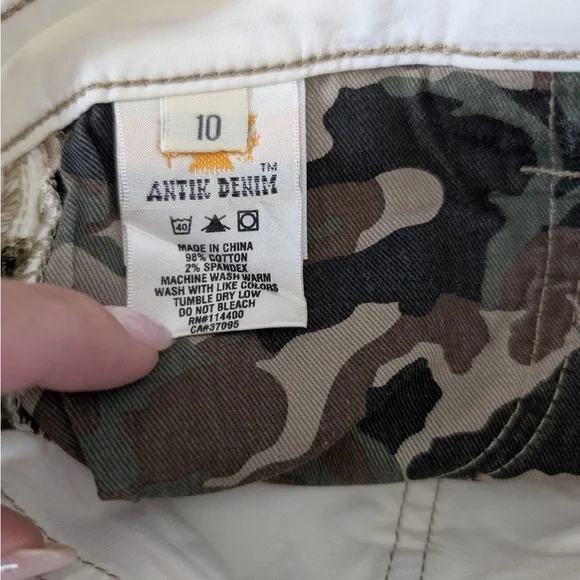 10
TM
ANTIK DENIM
40
MADE IN CHINA
98% COTTON
2% SPANDEX
MACHINE WASH WARM
WASH WITH LIKE COLORS
TUMBLE DRY LOW
DO NOT BLEACH
RN#114400
CA#37095